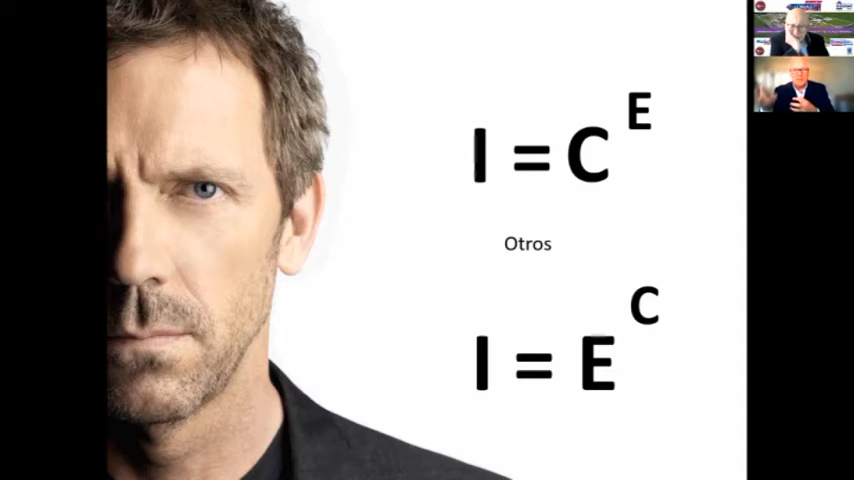 I = C^E
Otros
I = E^C